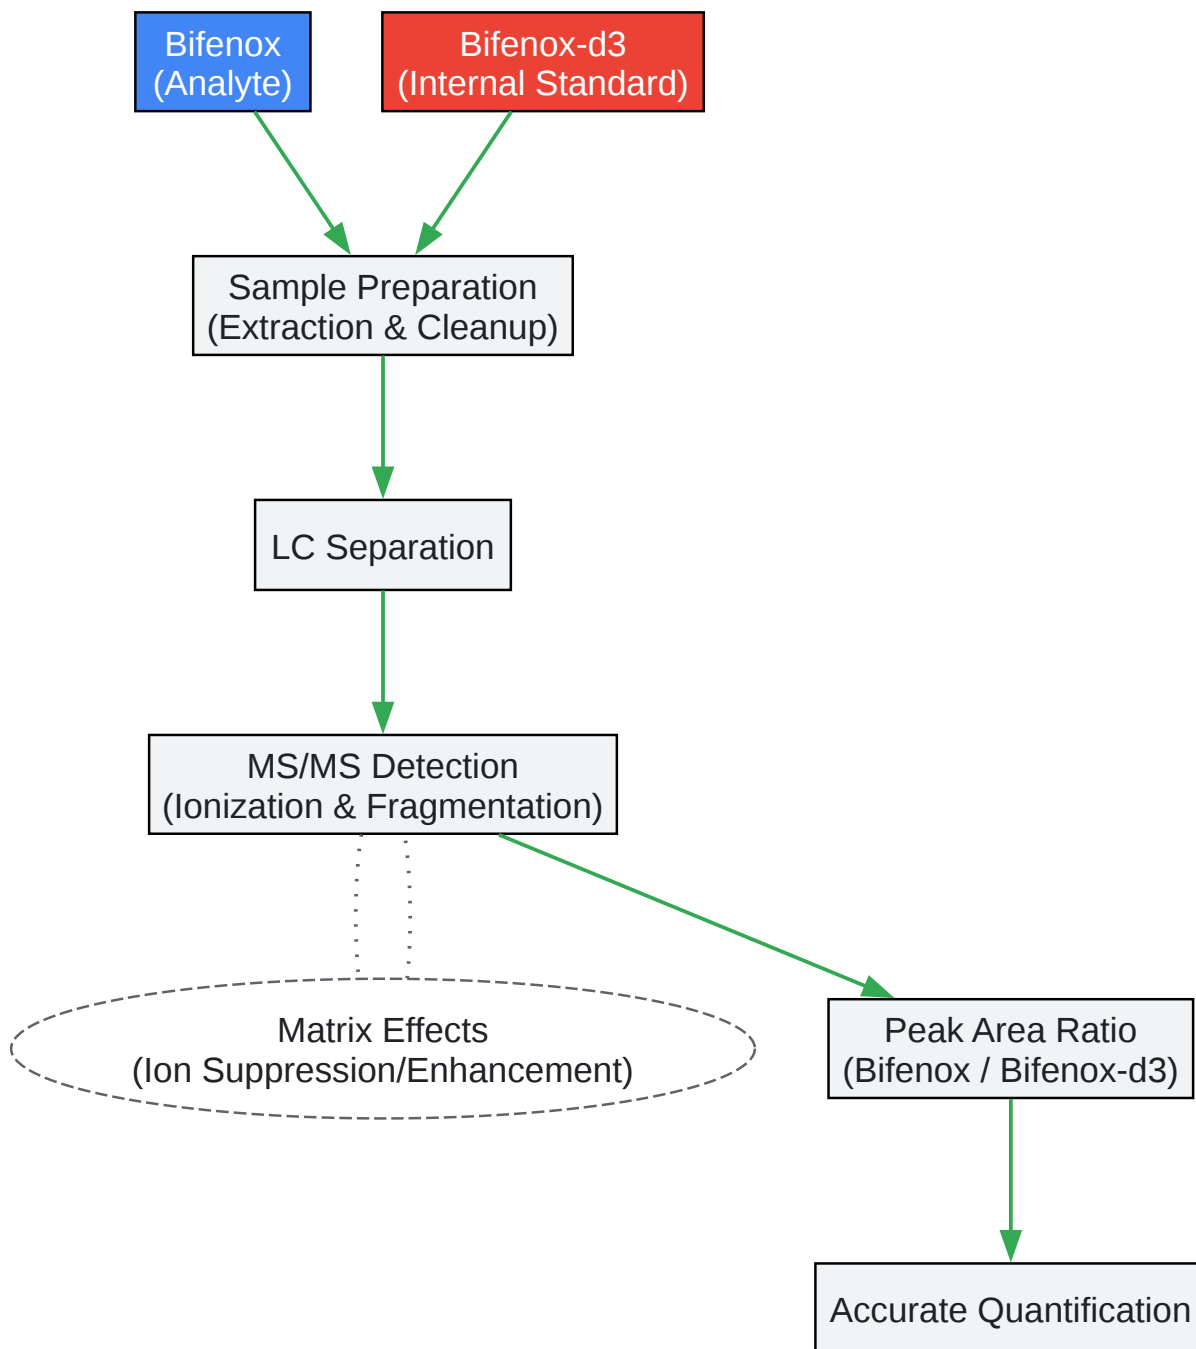 Bifenox
(Analyte)
Bifenox-d3
(Internal Standard)
Sample Preparation
(Extraction & Cleanup)
LC Separation
MS/MS Detection
(Ionization & Fragmentation)
Matrix Effects
(Ion Suppression/Enhancement)
Peak Area Ratio
(Bifenox / Bifenox-d3)
Accurate Quantification